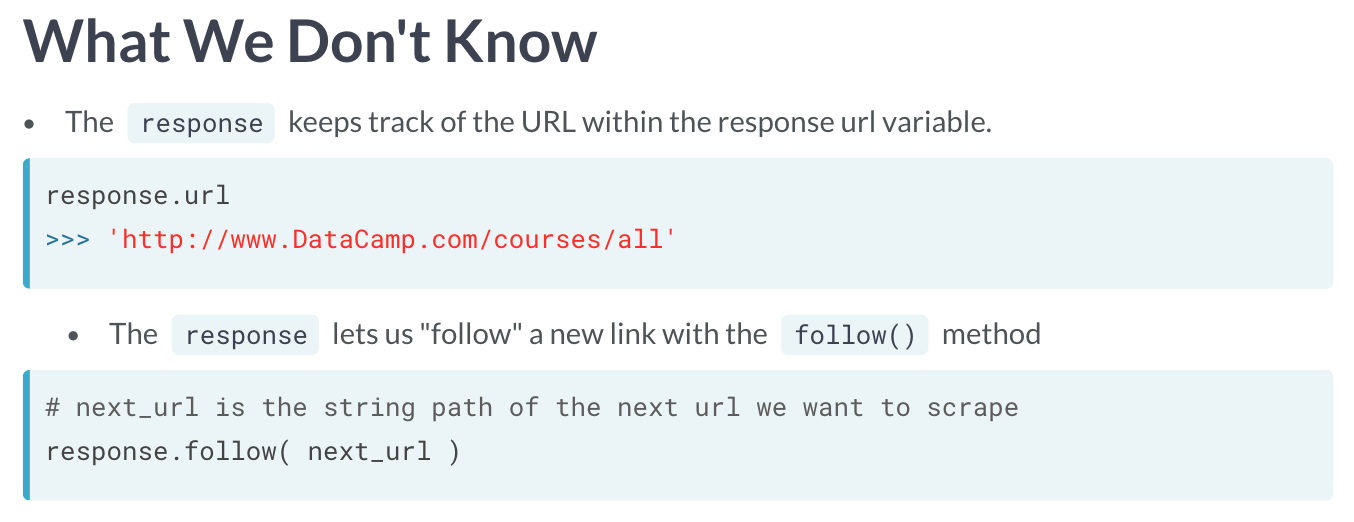 What We Don't Know
• The response keeps track of the URL within the response url variable.
response.url
>>> 'http://www.DataCamp.com/courses/all'
• The response lets us "follow" a new link with the follow() method
# next_url is the string path of the next url we want to scrape
response.follow( next_url )